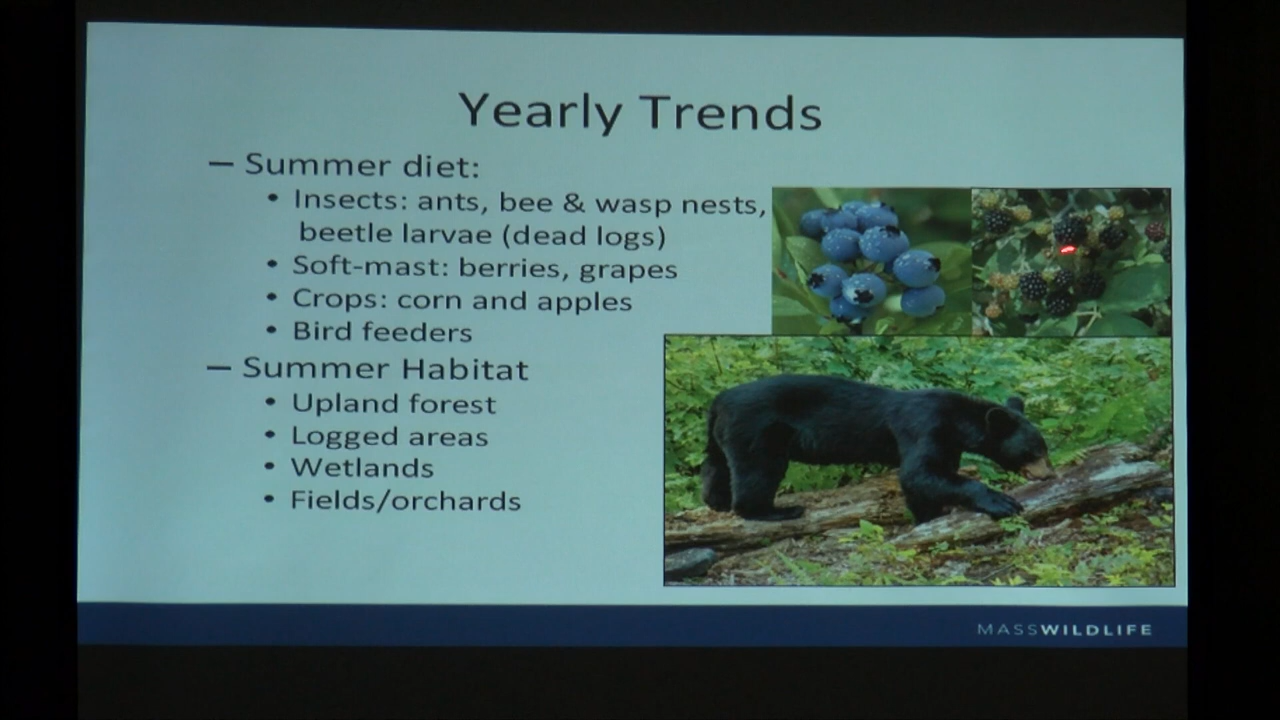 Yearly Trends
– Summer diet:
• Insects: ants, bee & wasp nests,
beetle larvae (dead logs)
• Soft-mast: berries, grapes
• Crops: corn and apples
• Bird feeders
– Summer Habitat
• Upland forest
• Logged areas
• Wetlands
• Fields/orchards
MASSWILDLIFE